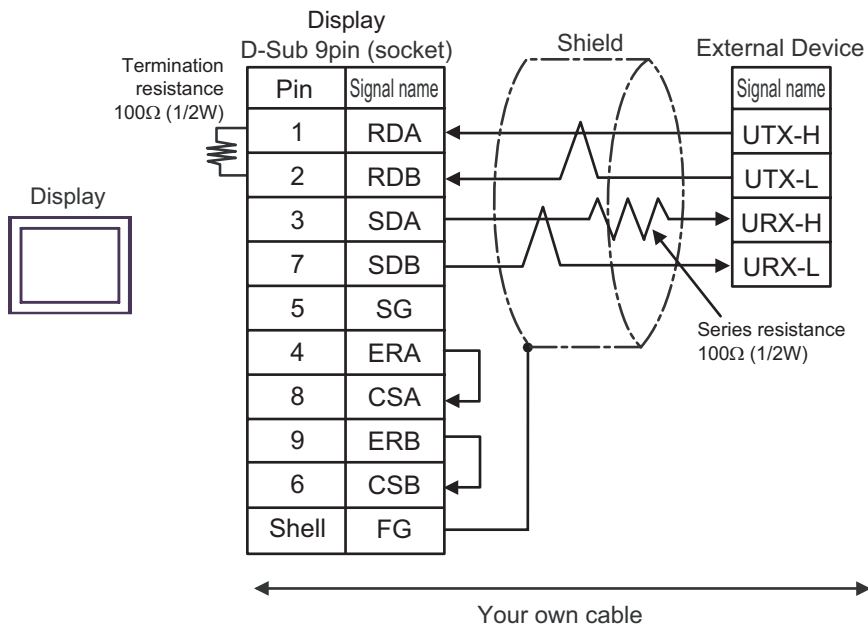 Display
D-Sub 9pin (socket)
Shield
External Device
Termination
resistance
100Ω (1/2W)
Pin Signal name
Signal name
1 RDA
UTX-H
2 RDB
UTX-L
Display
3 SDA
URX-H
7 SDB
URX-L
5 SG
Series resistance
100Ω (1/2W)
4 ERA
8 CSA
9 ERB
6 CSB
Shell FG
Your own cable